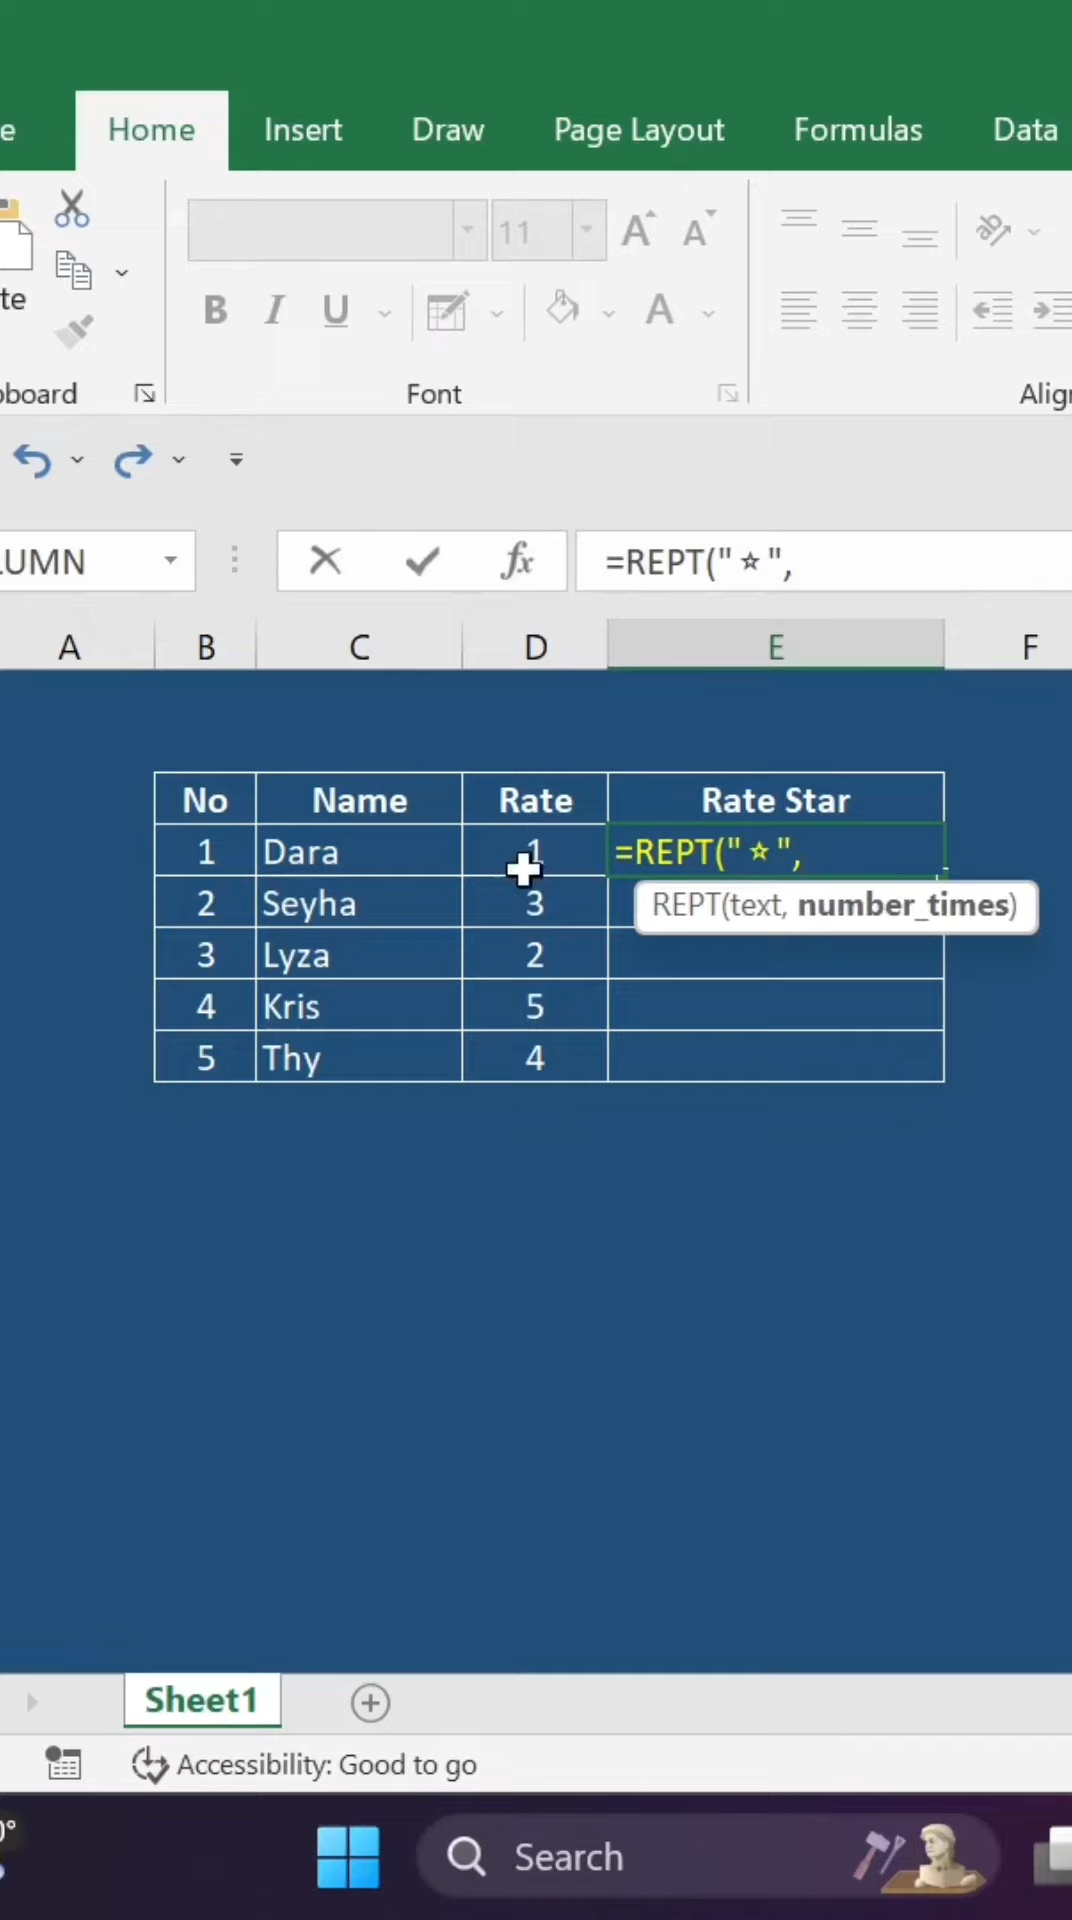 e Home Insert Draw Page Layout Formulas Data
11 A A
te
B I U A
board Font Alig
LUMN fx =REPT("☆",
A B C D E F
No Name Rate Rate Star
1 Dara 1 =REPT("☆",
2 Seyha 3 REPT(text, number_times)
3 Lyza 2
4 Kris 5
5 Thy 4
Sheet1
Accessibility: Good to go
0°
Search